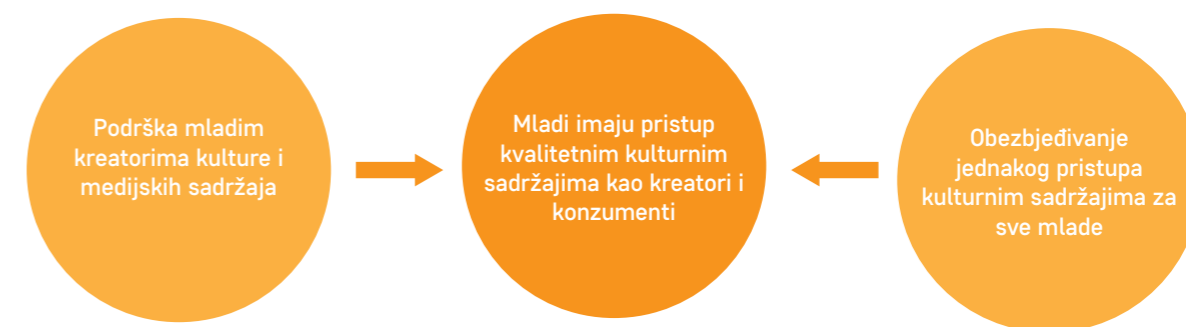 Podrška mladim
kreatorima kulture i
medijskih sadržaja
Mladi imaju pristup
kvalitetnim kulturnim
sadržajima kao kreatori i
konzumenti
Obezbjeđivanje
jednakog pristupa
kulturnim sadržajima za
sve mlade